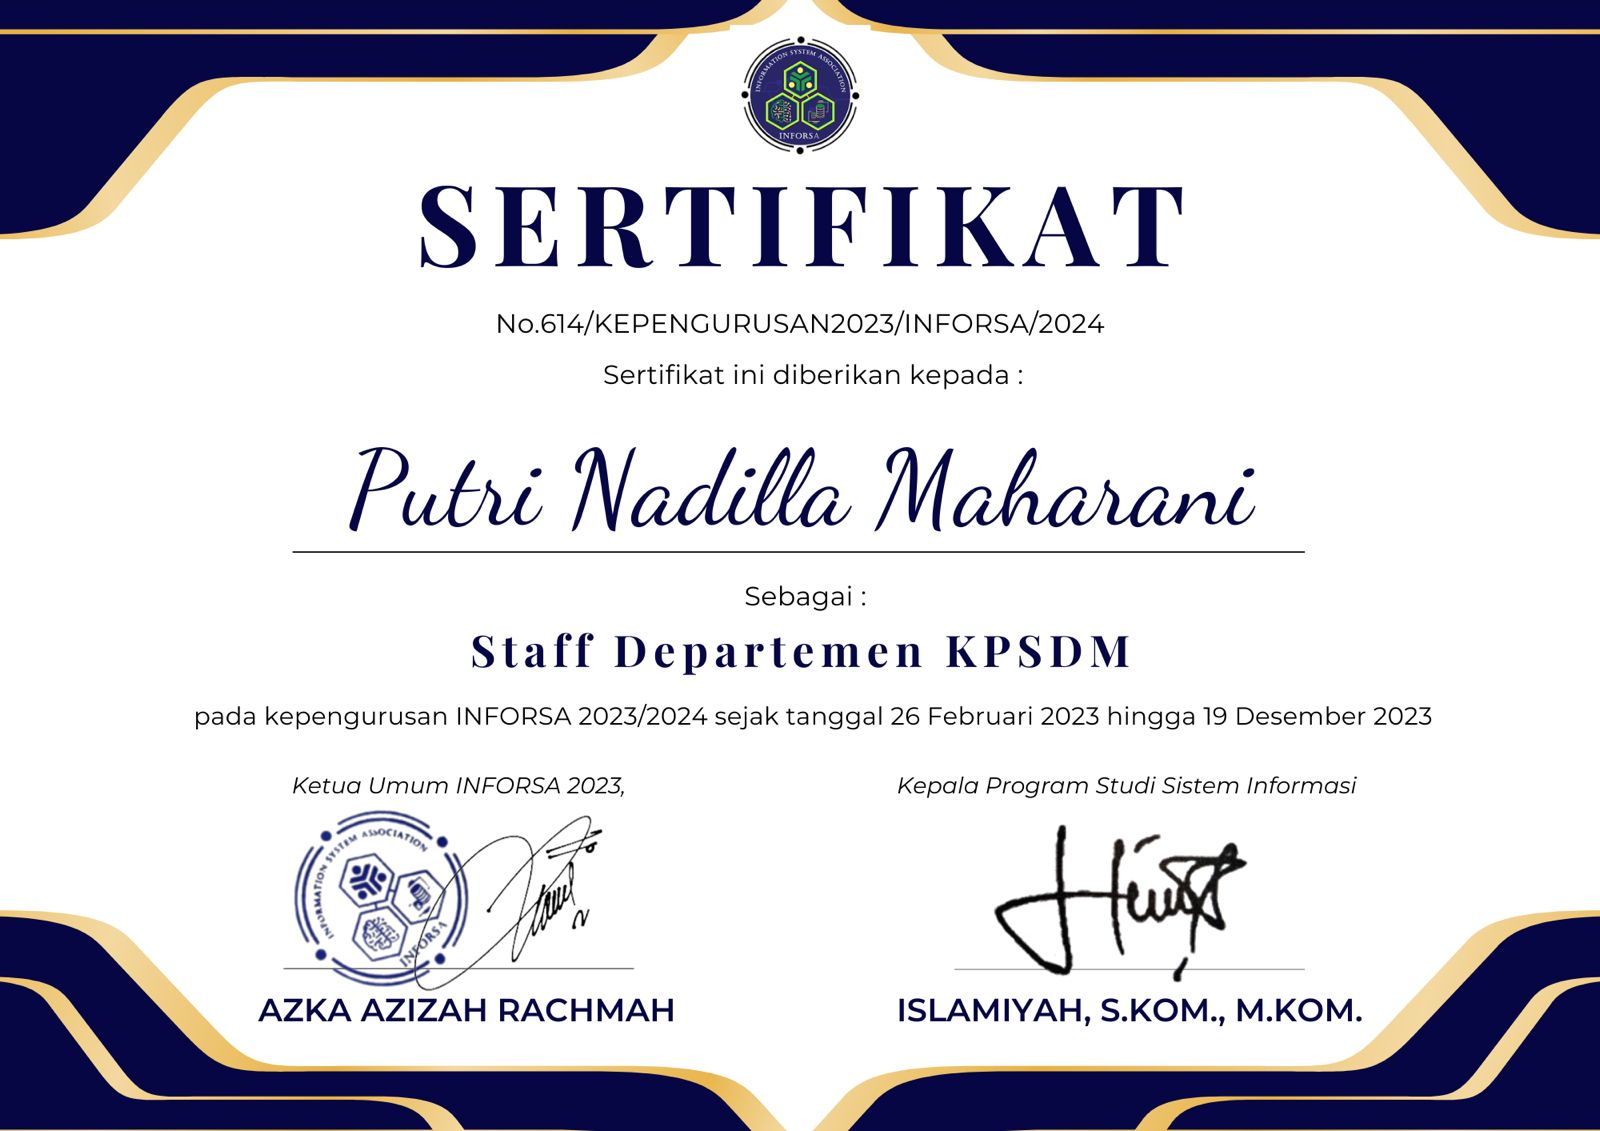 INFORMATION SYSTEM ASSOCIATION
INFORSA
SERTIFIKAT
No.614/KEPENGURUSAN2023/INFORSA/2024
Sertifikat ini diberikan kepada :
Putri Nadilla Maharani
Sebagai :
Staff Departemen KPSDM
pada kepengurusan INFORSA 2023/2024 sejak tanggal 26 Februari 2023 hingga 19 Desember 2023
Ketua Umum INFORSA 2023,
Kepala Program Studi Sistem Informasi
INFORMATION SYSTEM ASSOCIATION
INFORSA
AZKA AZIZAH RACHMAH
ISLAMIYAH, S.KOM., M.KOM.